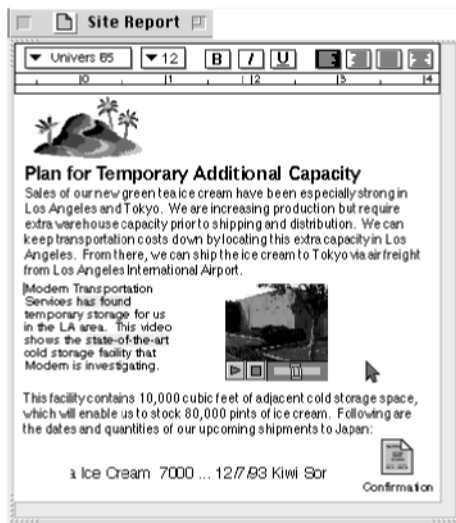 Site Report
Univers 65 12 B I U
0 1 2 3 4
Plan for Temporary Additional Capacity
Sales of our new green tea ice cream have been especially strong in
Los Angeles and Tokyo. We are increasing production but require
extra warehouse capacity prior to shipping and distribution. We can
keep transportation costs down by locating this extra capacity in Los
Angeles. From there, we can ship the ice cream to Tokyo via air freight
from Los Angeles International Airport.
Modern Transportation
Services has found
temporary storage for us
in the LA area. This video
shows the state-of-the-art
cold storage facility that
Modern is investigating.
This facility contains 10,000 cubic feet of adjacent cold storage space,
which will enable us to stock 80,000 pints of ice cream. Following are
the dates and quantities of our upcoming shipments to Japan:
a Ice Cream 7000 ... 12/7/93 Kiwi Sor
Confirmation